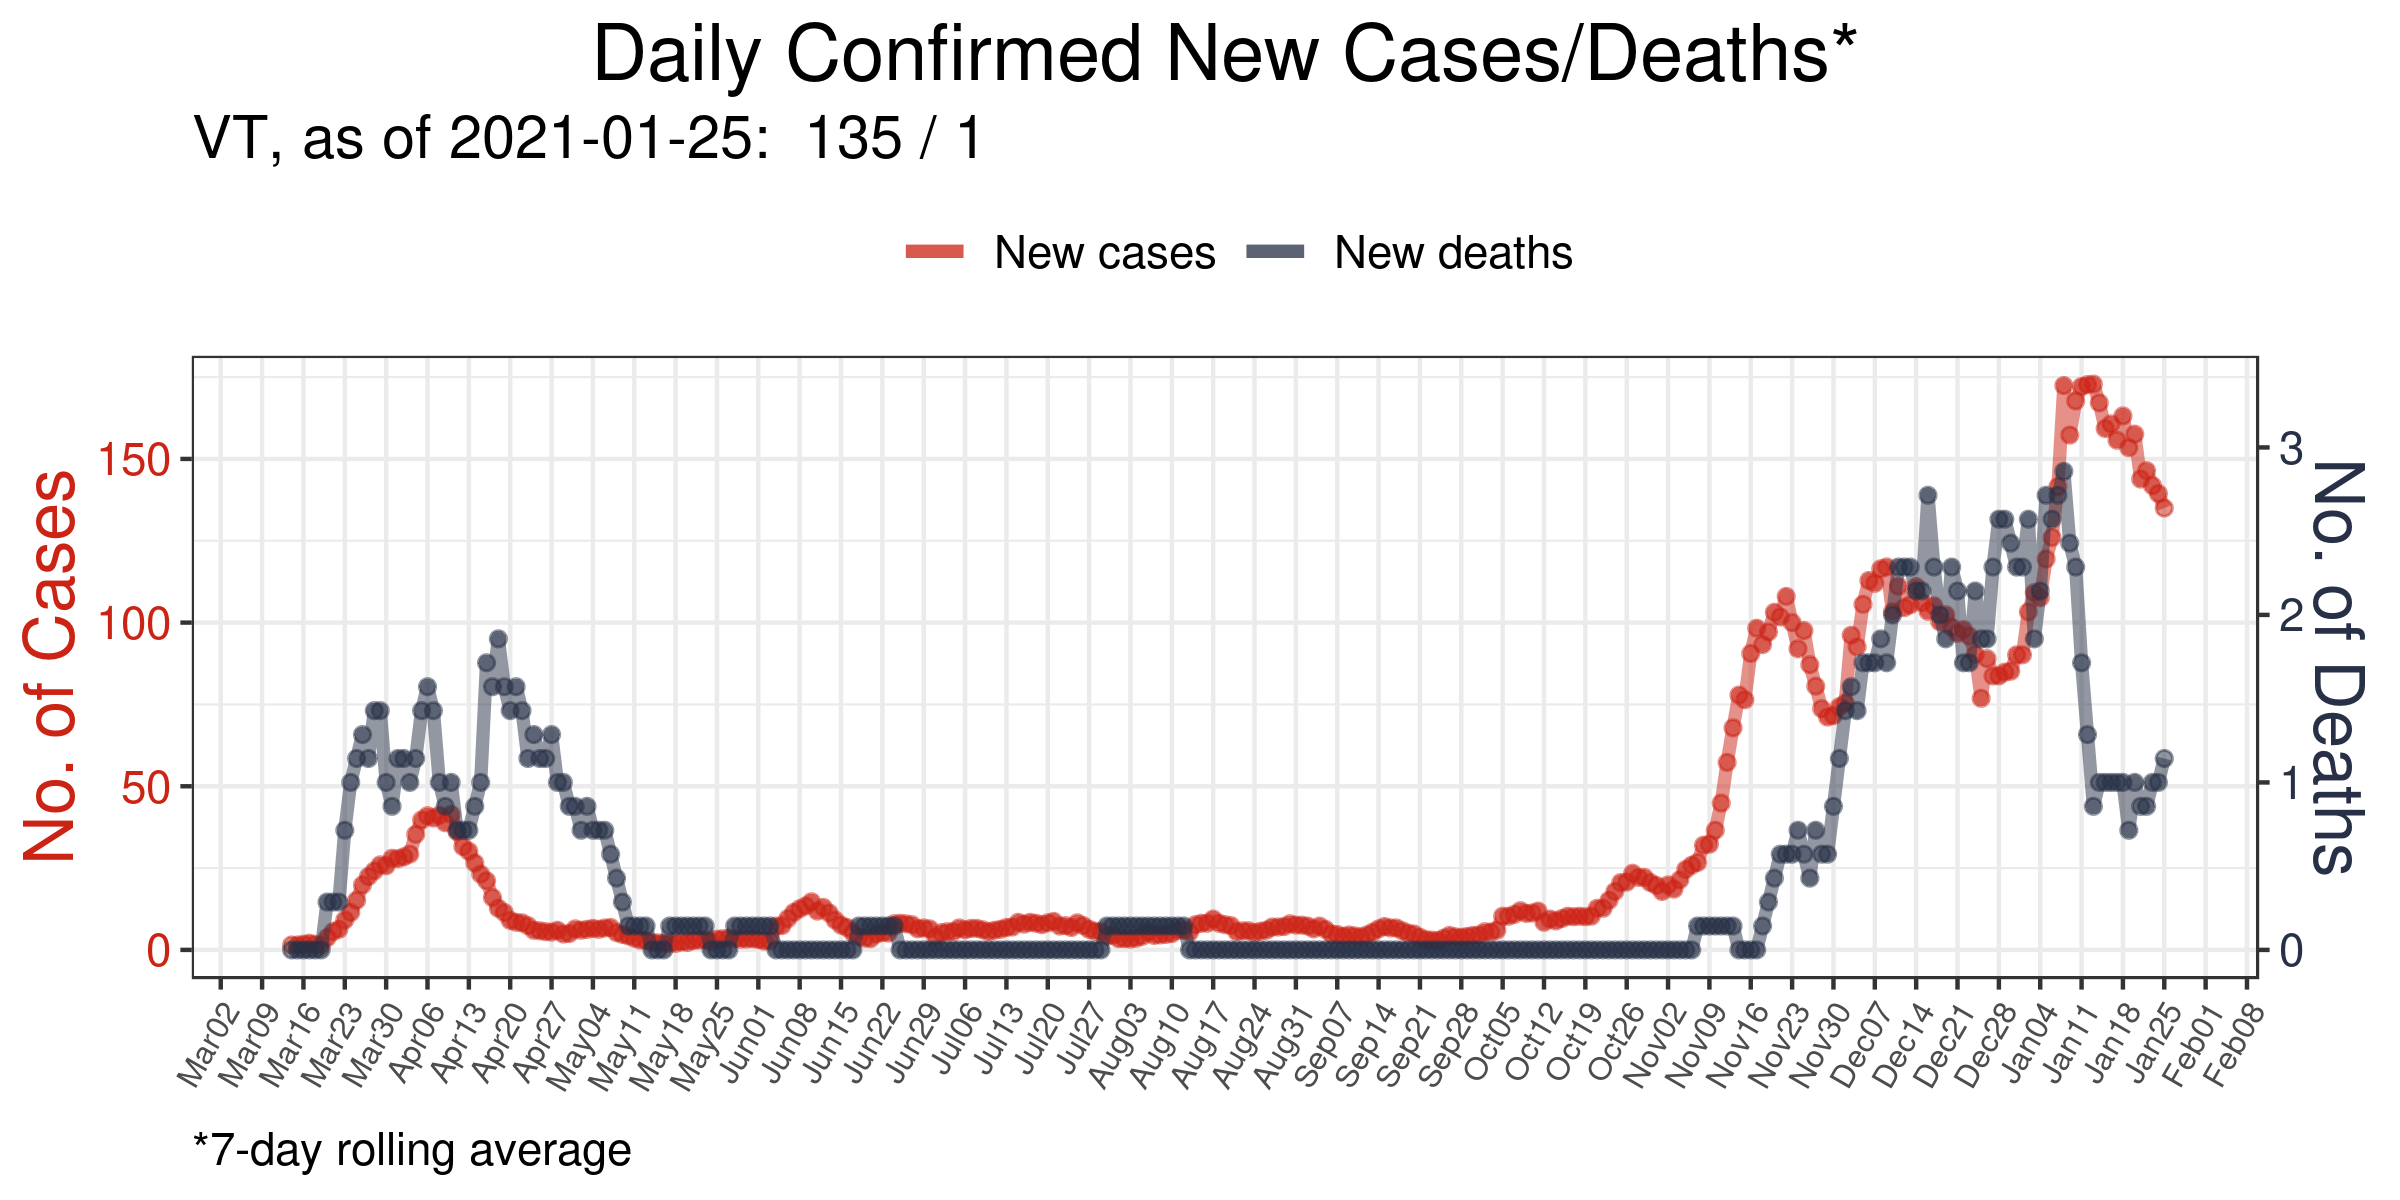 Daily Confirmed New Cases/Deaths*
VT, as of 2021-01-25:  135 / 1
New cases New deaths
No. of Cases
150
100
50
0
3
2
1
0
No. of Deaths
Mar02 Mar09 Mar16 Mar23 Mar30 Apr06 Apr13 Apr20 Apr27 May04 May11 May18 May25 Jun01 Jun08 Jun15 Jun22 Jun29 Jul06 Jul13 Jul20 Jul27 Aug03 Aug10 Aug17 Aug24 Aug31 Sep07 Sep14 Sep21 Sep28 Oct05 Oct12 Oct19 Oct26 Nov02 Nov09 Nov16 Nov23 Nov30 Dec07 Dec14 Dec21 Dec28 Jan04 Jan11 Jan18 Jan25 Feb01 Feb08
*7-day rolling average